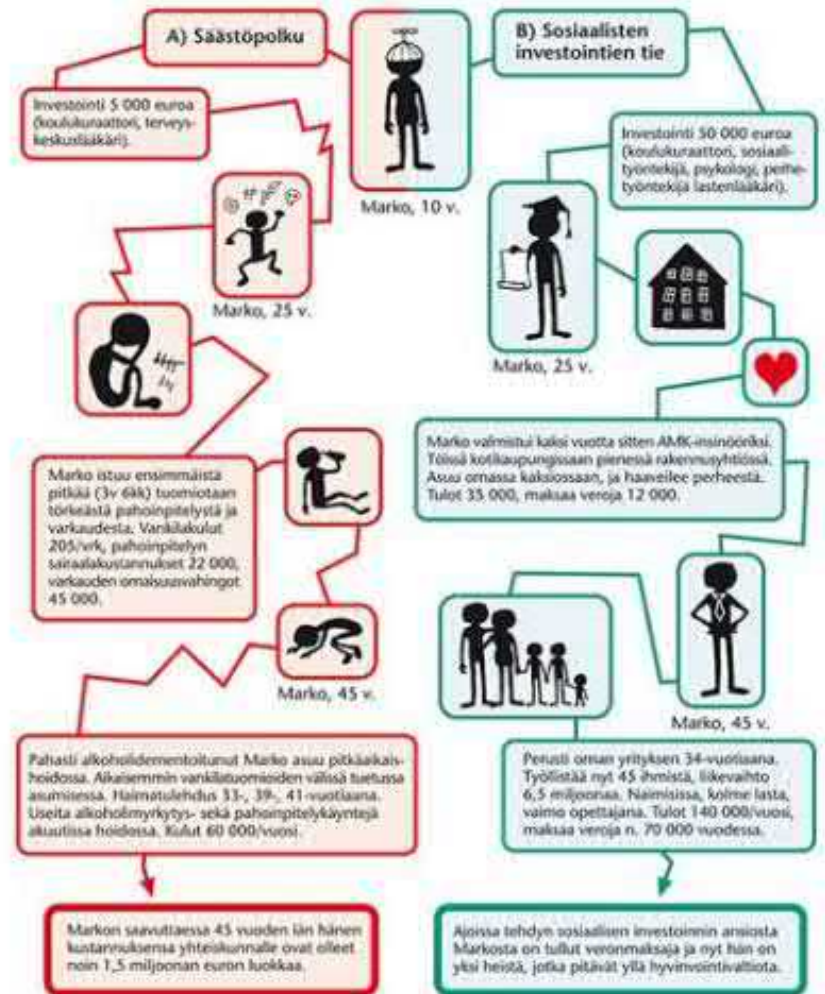 A) Säästöpolku
B) Sosiaalisten
investointien tie
Marko, 10 v.
Investointi 5 000 euroa
(koulukuraattori, terveys-
keskuslääkäri).
Marko, 25 v.
Marko istuu ensimmäistä
pitkää (3v 6kk) tuomiotaan
törkeästä pahoinpitelystä ja
varkaudesta. Vankilakulut
205/vrk, pahoinpitelyn
sairaalakustannukset 22 000,
varkauden omaisuusvahingot
45 000.
Marko, 45 v.
Pahasti alkoholidementoitunut Marko asuu pitkäaikais-
hoidossa. Aikaisemmin vankilatuomioiden välissä tuetussa
asumisessa. Haimatulehdus 33-, 39-, 41-vuotiaana.
Useita alkoholimyrkytys- sekä pahoinpitelykäyntejä
akuutissa hoidossa. Kulut 60 000/vuosi.
Markon saavuttaessa 45 vuoden iän hänen
kustannuksensa yhteiskunnalle ovat olleet
noin 1,5 miljoonan euron luokkaa.
Investointi 50 000 euroa
(koulukuraattori, sosiaali-
työntekijä, psykologi, perhe-
työntekijä lastenlääkäri).
Marko, 25 v.
Marko valmistui kaksi vuotta sitten AMK-insinööriksi.
Töissä kotikaupungissaan pienessä rakennusyhtiössä.
Asuu omassa kaksiossaan, ja haaveilee perheestä.
Tulot 35 000, maksaa veroja 12 000.
Marko, 45 v.
Perusti oman yrityksen 34-vuotiaana.
Työllistää nyt 45 ihmistä, liikevaihto
6,5 miljoonaa. Naimisissa, kolme lasta,
vaimo opettajana. Tulot 140 000/vuosi,
maksaa veroja n. 70 000 vuodessa.
Ajoissa tehdyn sosiaalisen investoinnin ansiosta
Markosta on tullut veronmaksaja ja nyt hän on
yksi heistä, jotka pitävät yllä hyvinvointivaltiota.